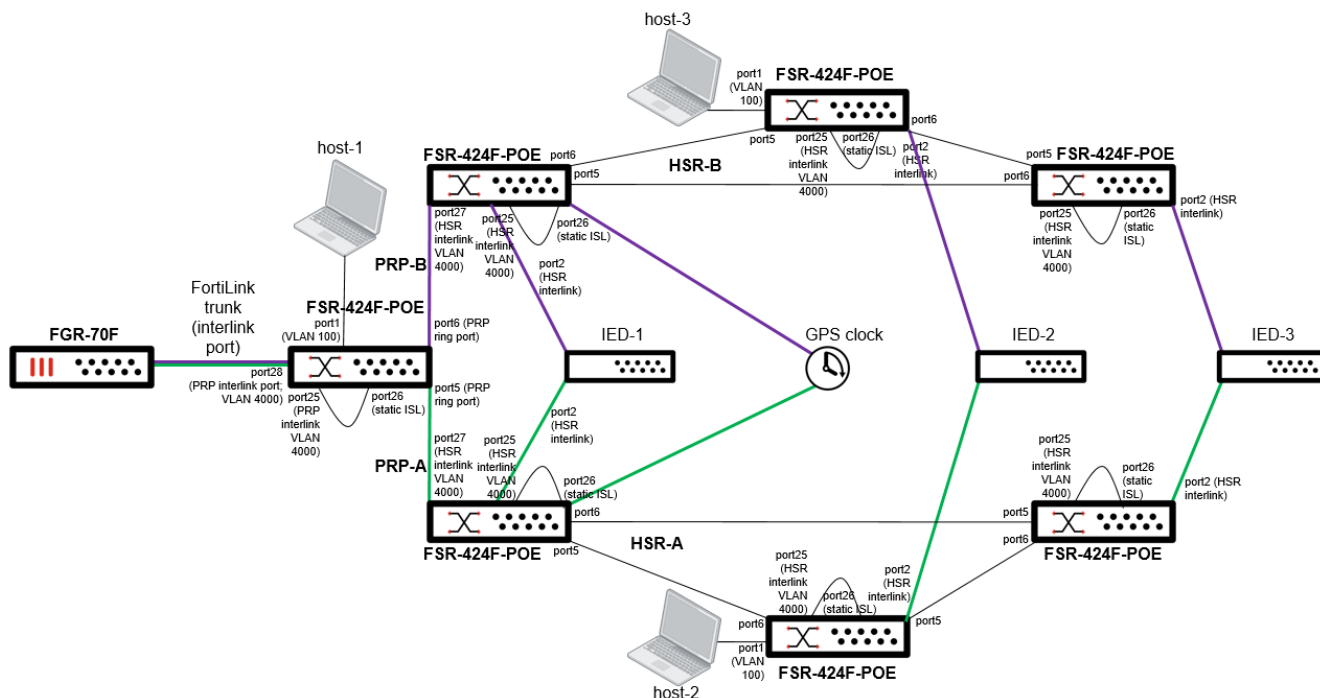 host-3
port1
(VLAN
100)
FSR-424F-POE
port6
port5
port25
(HSR
interlink
VLAN
4000)
port26
(static ISL)
port2
(HSR
interlink)
host-1
FSR-424F-POE
port6
port5
HSR-B
port27
(HSR
interlink
VLAN
4000)
port25
(HSR
interlink
VLAN
4000)
port26
(static ISL)
port5
FSR-424F-POE
port6
port25
(HSR
interlink
VLAN
4000)
port26
(static
ISL)
port2 (HSR
interlink)
PRP-B
port2
(HSR
interlink)
FortiLink
trunk
(interlink
port)
FSR-424F-POE
port1
(VLAN 100)
port6 (PRP
ring port)
FGR-70F
IED-1
GPS clock
IED-2
IED-3
port28
(PRP interlink port;
VLAN 4000)
port25
(PRP
interlink
VLAN
4000)
port26
(static ISL)
port5 (PRP
ring port)
port2
(HSR
interlink)
PRP-A
port27
(HSR
interlink
VLAN
4000)
port25
(HSR
interlink
VLAN
4000)
port26
(static ISL)
port6
FSR-424F-POE
port5
HSR-A
port25
(HSR
interlink
VLAN
4000)
port26
(static
ISL)
port2 (HSR
interlink)
port5
port6
FSR-424F-POE
port25
(HSR
interlink
VLAN
4000)
port26
(static ISL)
port2
(HSR
interlink)
port6
port5
port1
(VLAN
100)
FSR-424F-POE
host-2